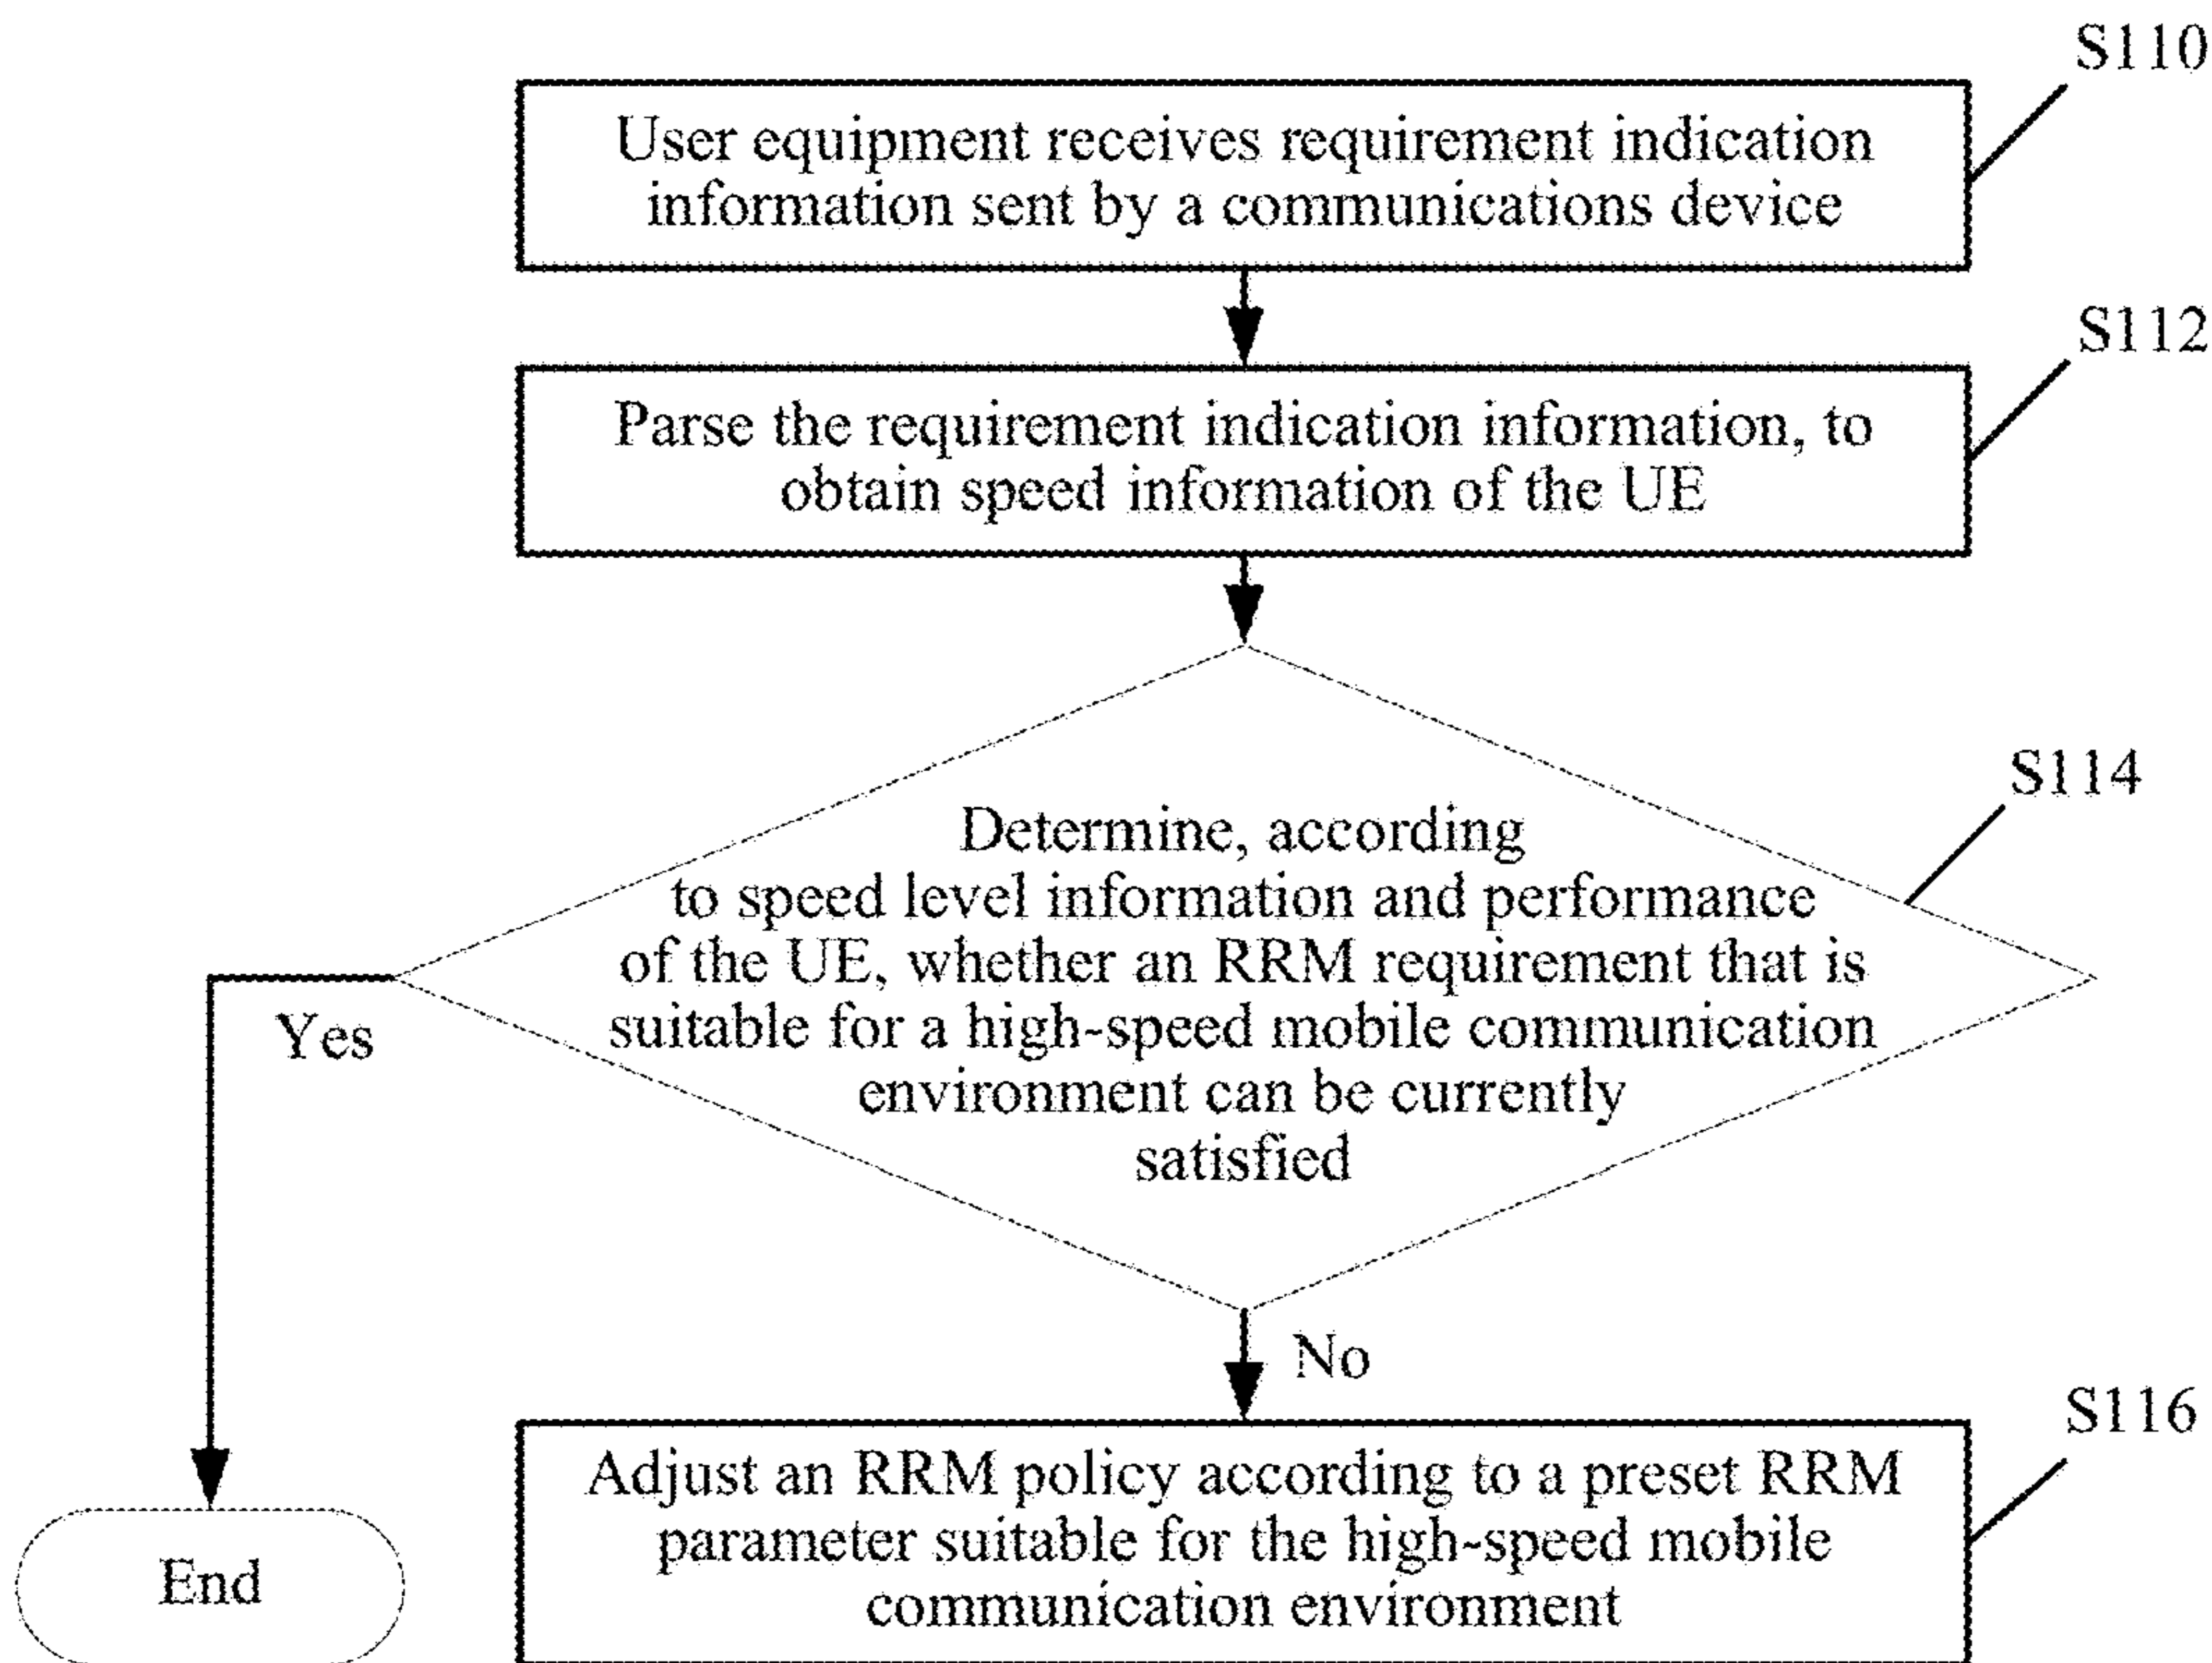 S110
User equipment receives requirement indication
information sent by a communications device
S112
Parse the requirement indication information, to
obtain speed information of the UE
S114
Determine, according
to speed level information and performance
of the UE, whether an RRM requirement that is
suitable for a high-speed mobile communication
environment can be currently
satisfied
Yes
No
S116
Adjust an RRM policy according to a preset RRM
parameter suitable for the high-speed mobile
communication environment
End